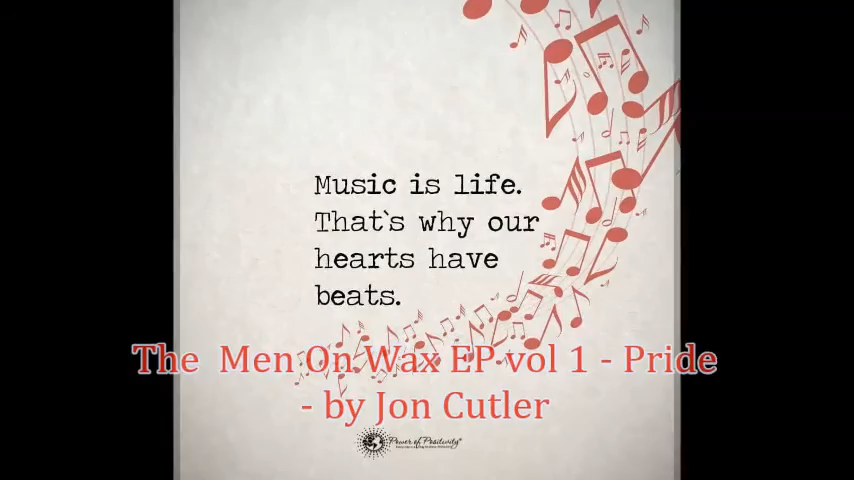 Music is life.
That`s why our
hearts have
beats.
The  Men On Wax EP vol 1 - Pride
- by Jon Cutler
Power of Positivity